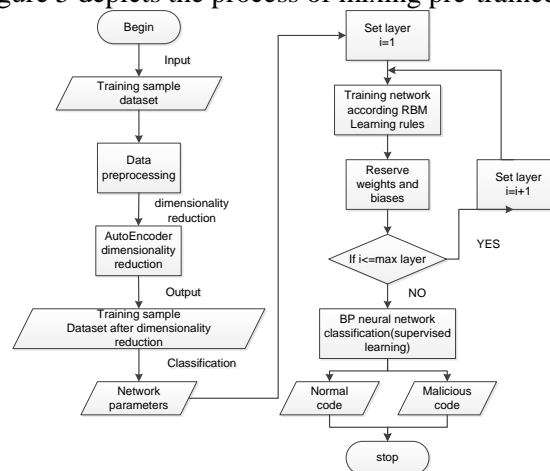 gure 5 depicts the process of mixing pre-trained
Begin
Input
Training sample
dataset
Data
preprocessing
dimensionality
reduction
AutoEncoder
dimensionality
reduction
Output
Training sample
Dataset after dimensionality
reduction
Classification
Network
parameters
Set layer
i=1
Training network
according RBM
Learning rules
Reserve
weights and
biases
Set layer
i=i+1
If i<=max layer
YES
NO
BP neural network
classification(supervised
learning)
Normal
code
Malicious
code
stop